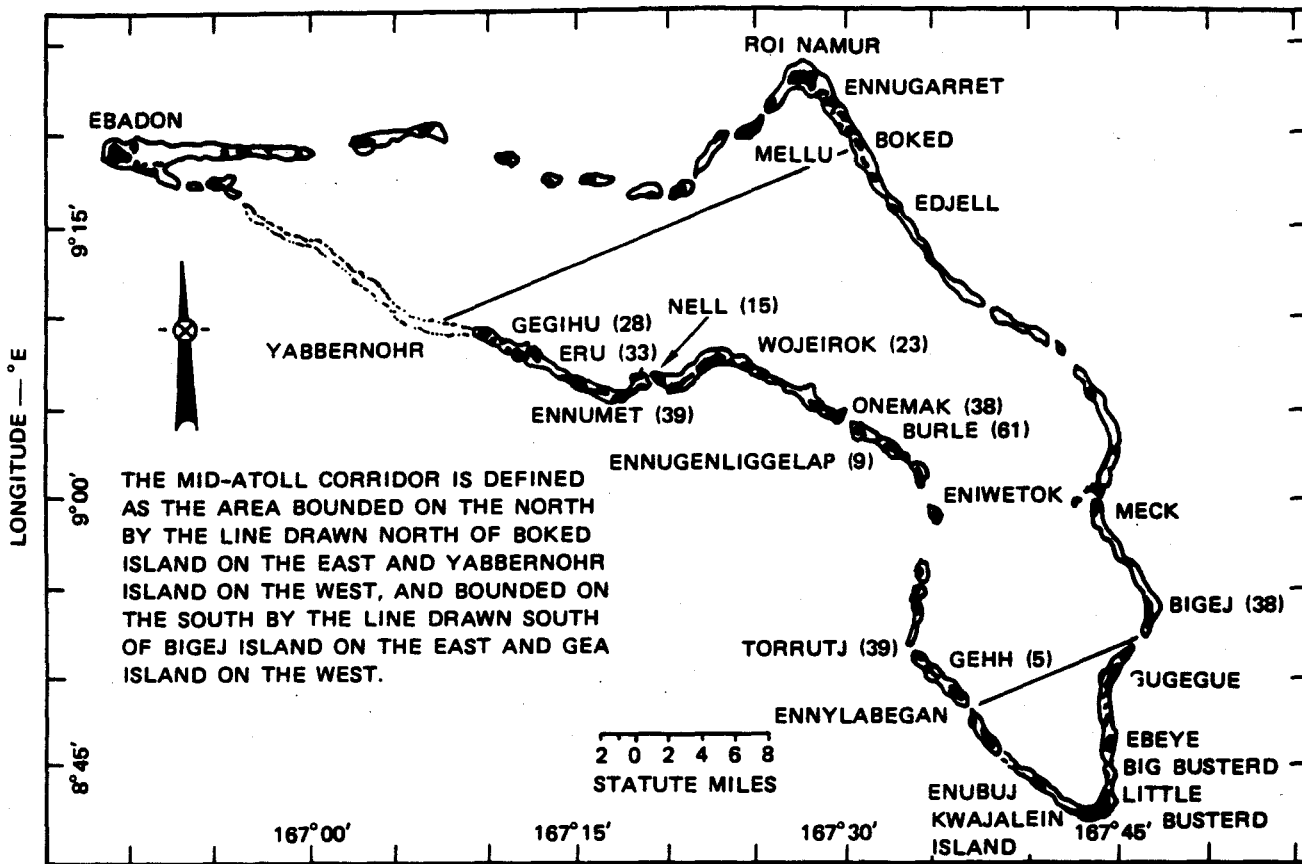 ROI NAMUR
ENNUGARRET
EBADON
BOKED
MELLU
EDJELL
9°15'
NELL (15)
GEGIHU (28)
WOJEIROK (23)
YABBERNOHR
ERU (33)
LONGITUDE — °E
ENNUMET (39)
ONEMAK (38)
BURLE (61)
ENNUGENLIGGELAP (9)
THE MID-ATOLL CORRIDOR IS DEFINED
AS THE AREA BOUNDED ON THE NORTH
BY THE LINE DRAWN NORTH OF BOKED
ISLAND ON THE EAST AND YABBERNOHR
ISLAND ON THE WEST, AND BOUNDED ON
THE SOUTH BY THE LINE DRAWN SOUTH
OF BIGEJ ISLAND ON THE EAST AND GEA
ISLAND ON THE WEST.
9°00'
ENIWETOK
MECK
BIGEJ (38)
TORRUTJ (39)
GEHH (5)
GUGEGUE
ENNYLABEGAN
8°45'
2 0 2 4 6 8
STATUTE MILES
EBEYE
BIG BUSTERD
LITTLE
BUSTERD
ENUBUJ
KWAJALEIN
ISLAND
167°00'
167°15'
167°30'
167°45'